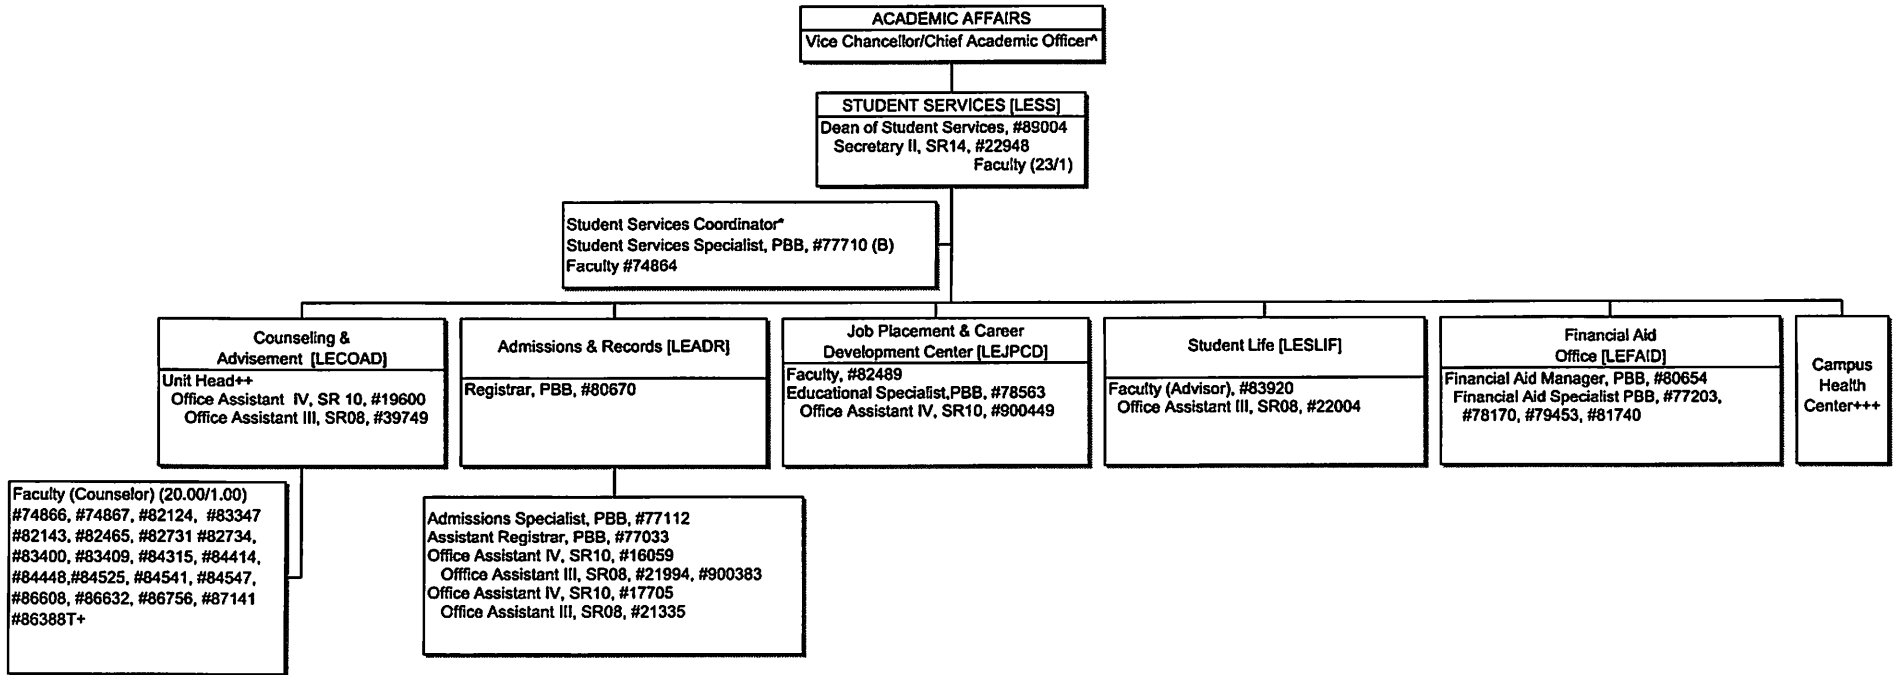 ACADEMIC AFFAIRS
Vice Chancellor/Chief Academic Officer^
STUDENT SERVICES [LESS]
Dean of Student Services, #89004
Secretary II, SR14, #22948
Faculty (23/1)
Student Services Coordinator*
Student Services Specialist, PBB, #77710 (B)
Faculty #74864
Counseling &
Advisement [LECOAD]
Unit Head++
Office Assistant IV, SR 10, #19600
Office Assistant III, SR08, #39749
Admissions & Records [LEADR]
Registrar, PBB, #80670
Job Placement & Career
Development Center [LEJPCD]
Faculty, #82489
Educational Specialist,PBB, #78563
Office Assistant IV, SR10, #900449
Student Life [LESLIF]
Faculty (Advisor), #83920
Office Assistant III, SR08, #22004
Financial Aid
Office [LEFAID]
Financial Aid Manager, PBB, #80654
Financial Aid Specialist PBB, #77203,
#78170, #79453, #81740
Campus
Health
Center+++
Faculty (Counselor) (20.00/1.00)
#74866, #74867, #82124, #83347
#82143, #82465, #82731 #82734,
#83400, #83409, #84315, #84414,
#84448,#84525, #84541, #84547,
#86608, #86632, #86756, #87141
#86388T+
Admissions Specialist, PBB, #77112
Assistant Registrar, PBB, #77033
Office Assistant IV, SR10, #16059
Offfice Assistant III, SR08, #21994, #900383
Office Assistant IV, SR10, #17705
Office Assistant III, SR08, #21335